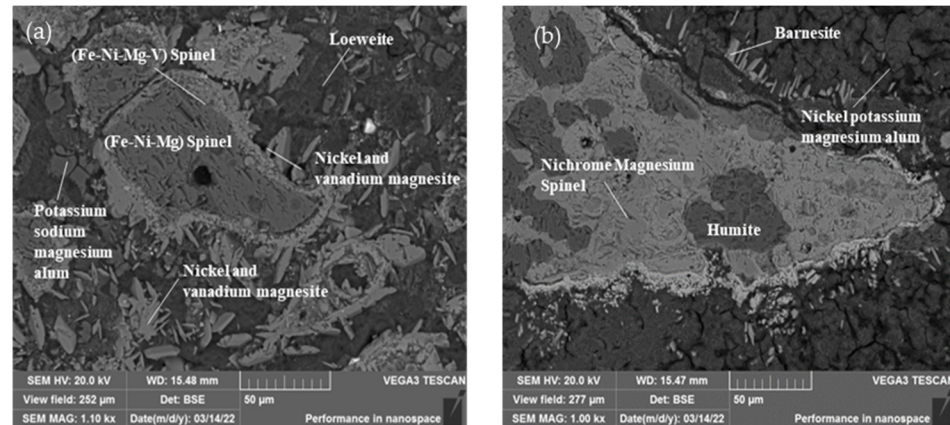 (a)
(Fe-Ni-Mg-V) Spinel
Loeweite
(Fe-Ni-Mg) Spinel
Nickel and
vanadium magnesite
Potassium
sodium
magnesium
alum
Nickel and
vanadium magnesite
SEM HV: 20.0 kV
WD: 15.48 mm
VEGA3 TESCAN
View field: 252 µm
Det: BSE
50 µm
SEM MAG: 1.10 kx
Date(m/d/y): 03/14/22
Performance in nanospace
(b)
Barnesite
Nickel potassium
magnesium alum
Nichrome Magnesium
Spinel
Humite
SEM HV: 20.0 kV
WD: 15.47 mm
VEGA3 TESCAN
View field: 277 µm
Det: BSE
50 µm
SEM MAG: 1.00 kx
Date(m/d/y): 03/14/22
Performance in nanospace